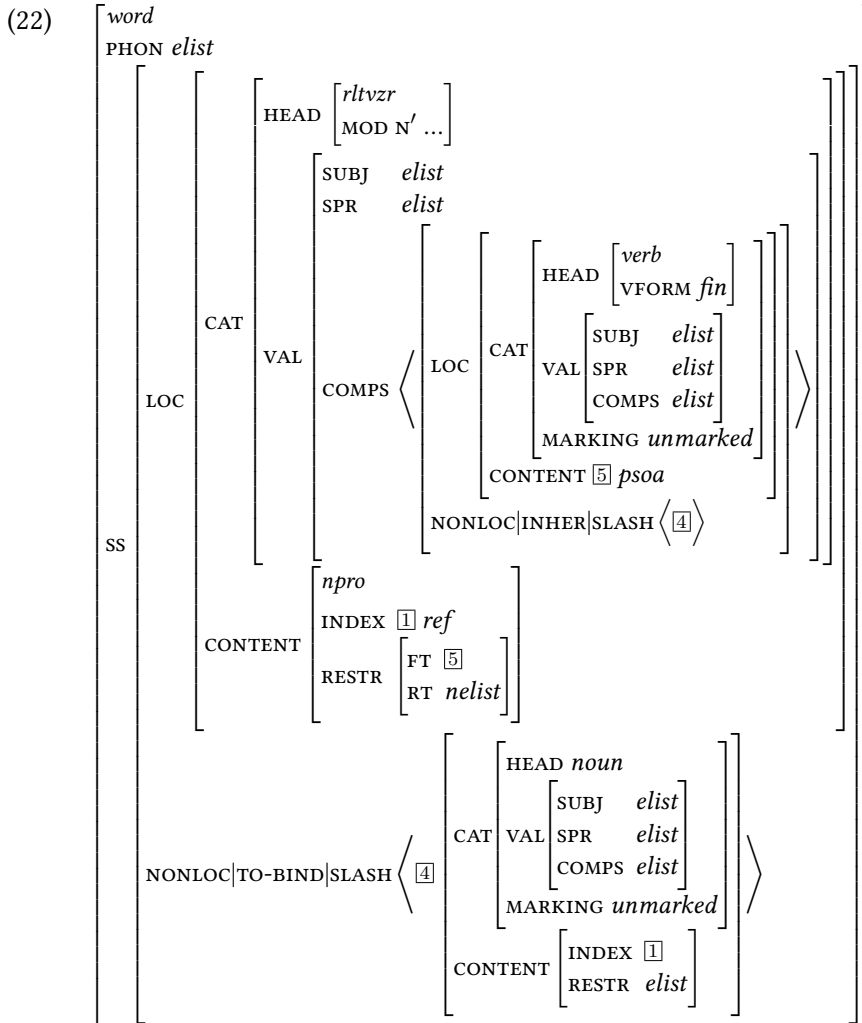 (22)
word
PHON elist
HEAD [rltvzr
MOD N′ ...]
SUBJ elist
SPR elist
HEAD [verb
VFORM fin]
CAT
VAL
COMPS ⟨
LOC
CAT
VAL
SUBJ elist
SPR elist
COMPS elist
⟩
LOC
MARKING unmarked
CONTENT 5 psoa
NONLOC|INHER|SLASH ⟨4⟩
SS
npro
INDEX 1 ref
CONTENT
RESTR
FT 5
RT nelist
HEAD noun
SUBJ elist
CAT VAL SPR elist
COMPS elist
NONLOC|TO-BIND|SLASH ⟨ 4 ⟩
MARKING unmarked
CONTENT
INDEX 1
RESTR elist